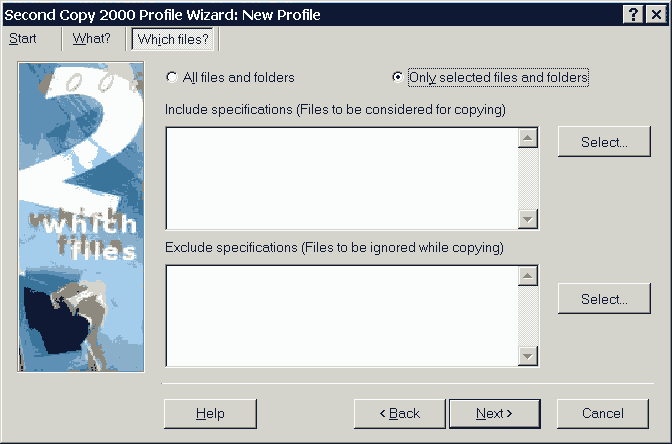 Second Copy 2000 Profile Wizard: New Profile
Start
What?
Which files?
All files and folders
Only selected files and folders
Include specifications (Files to be considered for copying)
Select...
2
which
files
Exclude specifications (Files to be ignored while copying)
Select...
Help
< Back
Next >
Cancel